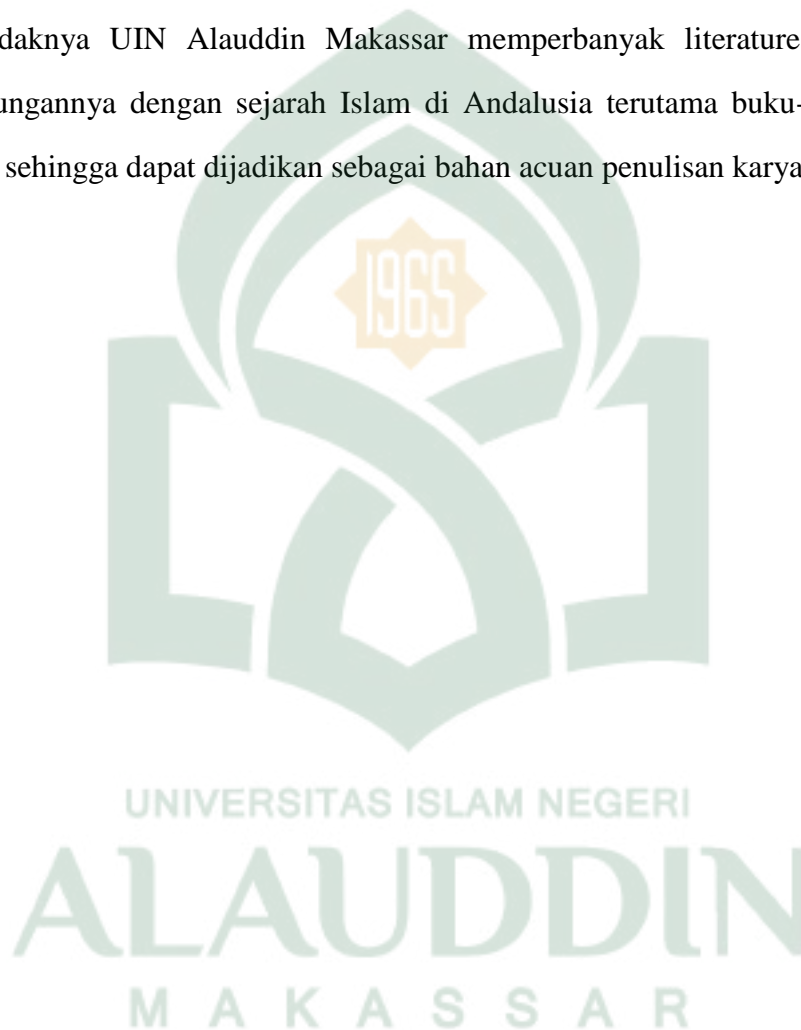 daknya UIN Alauddin Makassar memperbanyak literature
ungannya dengan sejarah Islam di Andalusia terutama buku-
sehingga dapat dijadikan sebagai bahan acuan penulisan karya
1965
UNIVERSITAS ISLAM NEGERI
ALAUDDIN
MAKASSAR